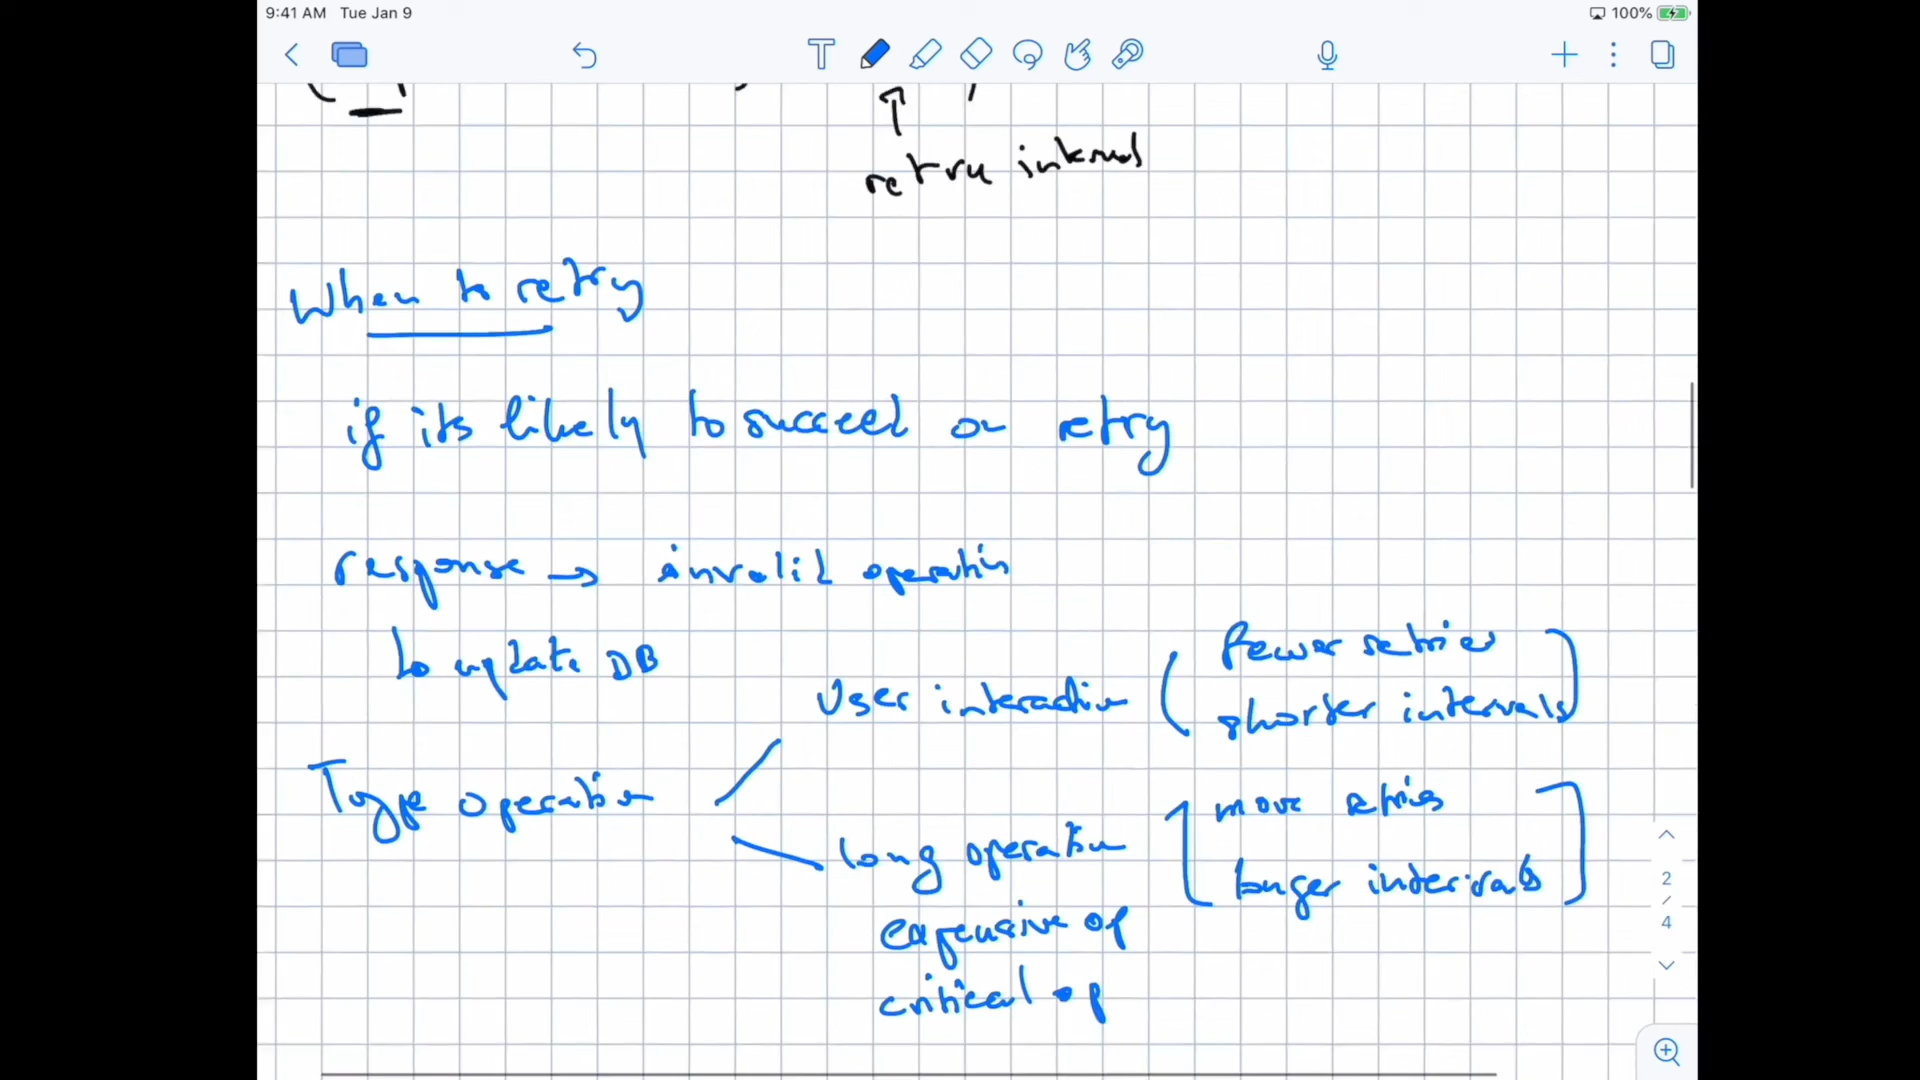 9:41 AM Tue Jan 9
100%
retry interval
When to retry
if its likely to succeed on retry
response → invalid operation
to update DB
User interaction
fewer retries
shorter intervals
Type operation
long operation
more retries
longer intervals
expensive op
critical op
2
/
4